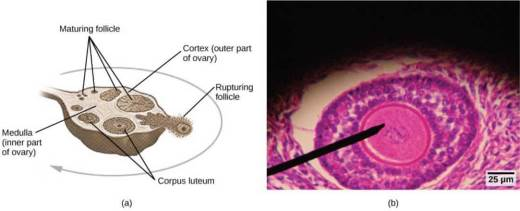 Maturing follicle
Cortex (outer part
of ovary)
Rupturing
follicle
Medulla
(inner part
of ovary)
Corpus luteum
25 µm
(a)
(b)